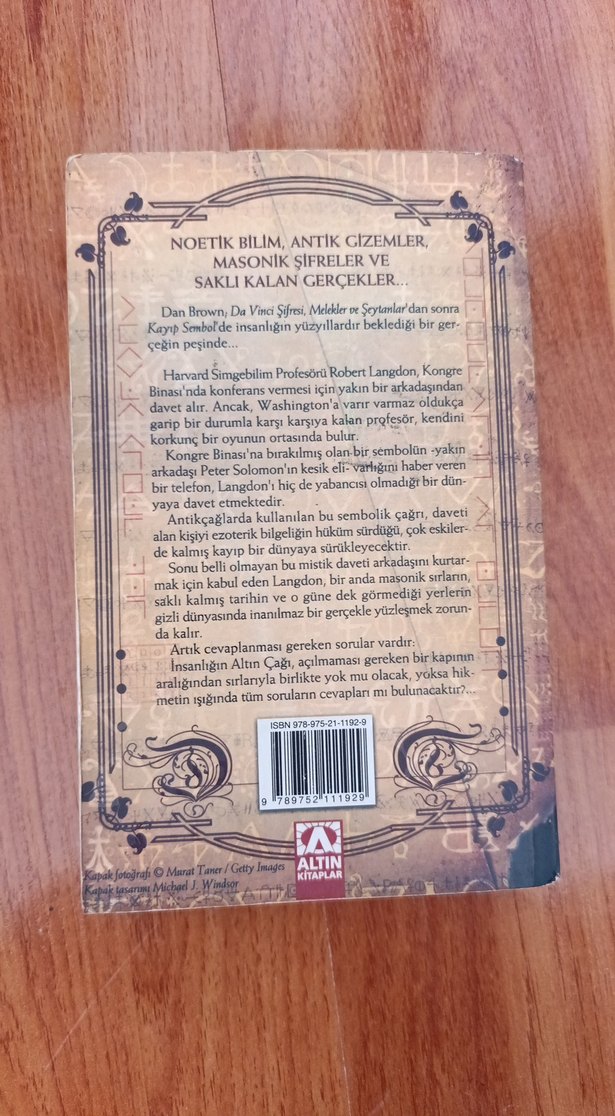 NOETİK BİLİM, ANTİK GİZEMLER,
MASONİK ŞİFRELER VE
SAKLI KALAN GERÇEKLER...
Dan Brown; Da Vinci Şifresi, Melekler ve Şeytanlar'dan sonra
Kayıp Sembol'de insanlığın yüzyıllardır beklediği bir ger-
çeğin peşinde...
Harvard Simgebilim Profesörü Robert Langdon, Kongre
Binası'nda konferans vermesi için yakın bir arkadaşından
davet alır. Ancak, Washington'a varır varmaz oldukça
garip bir durumla karşı karşıya kalan profesör, kendini
korkunç bir oyunun ortasında bulur.
Kongre Binası'na bırakılmış olan bir sembolün -yakın
arkadaşı Peter Solomon'ın kesik eli- varlığını haber veren
bir telefon, Langdon'ı hiç de yabancısı olmadığı bir dün-
yaya davet etmektedir.
Antikçağlarda kullanılan bu sembolik çağrı, daveti
alan kişiyi ezoterik bilgeliğin hüküm sürdüğü, çok eskiler-
de kalmış kayıp bir dünyaya sürükleyecektir.
Sonu belli olmayan bu mistik daveti arkadaşını kurtar-
mak için kabul eden Langdon, bir anda masonik sırların,
saklı kalmış tarihin ve o güne dek görmediği yerlerin
gizli dünyasında inanılmaz bir gerçekle yüzleşmek zorun-
da kalır.
Artık cevaplanması gereken sorular vardır:
İnsanlığın Altın Çağı, açılmaması gereken bir kapının
aralığından sırlarıyla birlikte yok mu olacak, yoksa hik-
metin ışığında tüm soruların cevapları mı bulunacaktır?...
ISBN 978-975-21-1192-9
9 789752 111929
ALTIN
KİTAPLAR
Kapak fotoğrafı © Murat Taner / Getty Images
Kapak tasarımı Michael J. Windsor